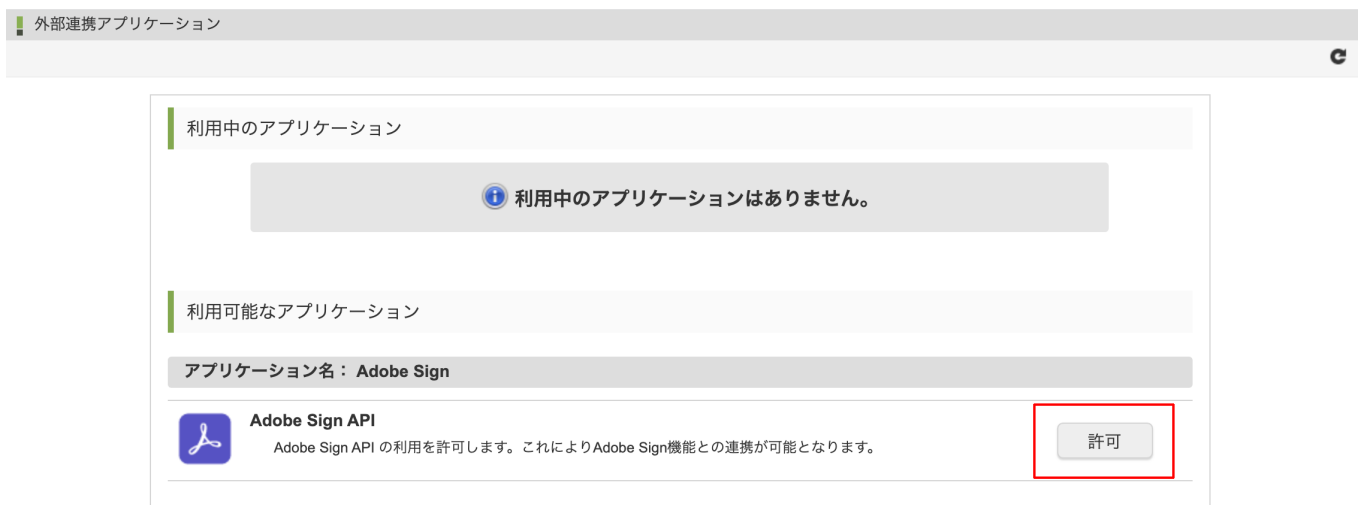 外部連携アプリケーション
利用中のアプリケーション
利用中のアプリケーションはありません。
利用可能なアプリケーション
アプリケーション名： Adobe Sign
Adobe Sign API
Adobe Sign API の利用を許可します。これによりAdobe Sign機能との連携が可能となります。
許可